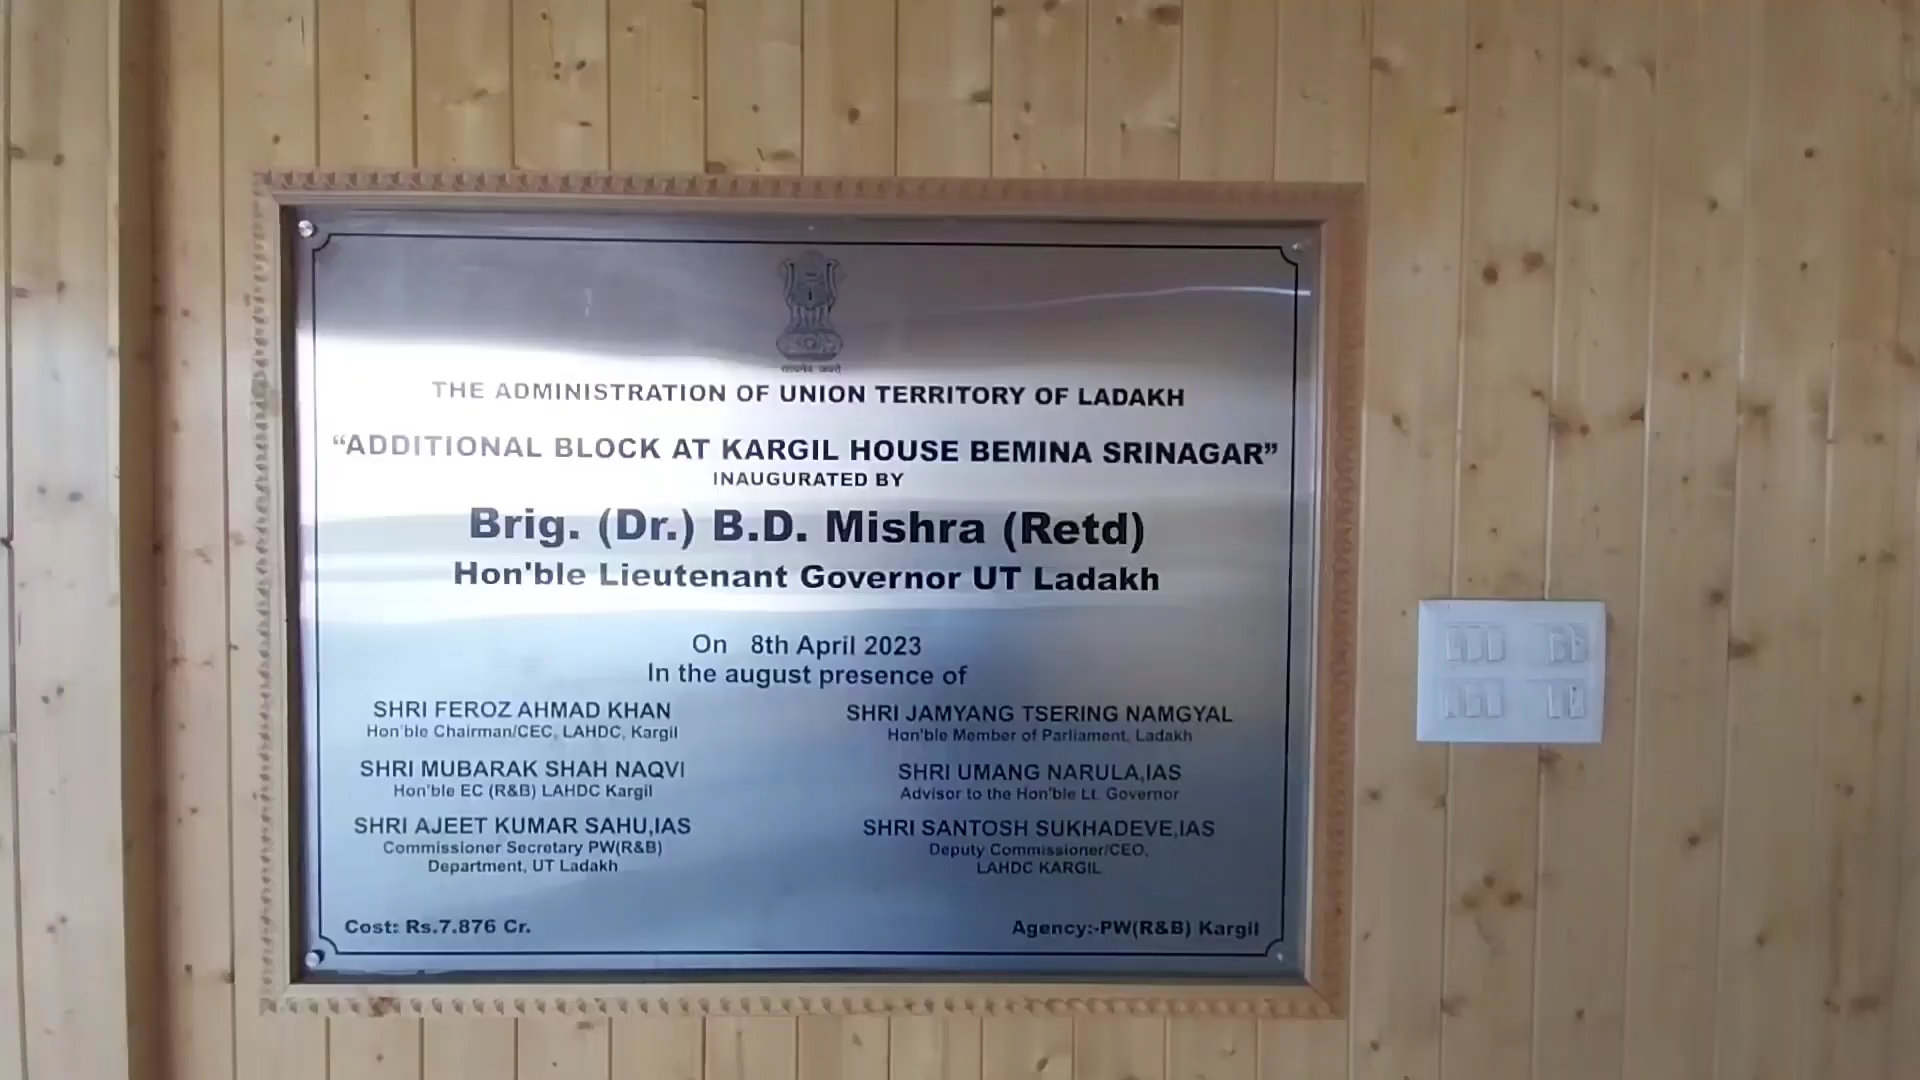 सत्यमेव जयते
THE ADMINISTRATION OF UNION TERRITORY OF LADAKH
“ADDITIONAL BLOCK AT KARGIL HOUSE BEMINA SRINAGAR”
INAUGURATED BY
Brig. (Dr.) B.D. Mishra (Retd)
Hon'ble Lieutenant Governor UT Ladakh
On 8th April 2023
In the august presence of
SHRI FEROZ AHMAD KHAN
Hon'ble Chairman/CEC, LAHDC, Kargil
SHRI MUBARAK SHAH NAQVI
Hon'ble EC (R&B) LAHDC Kargil
SHRI AJEET KUMAR SAHU,IAS
Commissioner Secretary PW(R&B)
Department, UT Ladakh
SHRI JAMYANG TSERING NAMGYAL
Hon'ble Member of Parliament, Ladakh
SHRI UMANG NARULA,IAS
Advisor to the Hon'ble Lt. Governor
SHRI SANTOSH SUKHADEVE,IAS
Deputy Commissioner/CEO,
LAHDC KARGIL
Cost: Rs.7.876 Cr.
Agency:-PW(R&B) Kargil